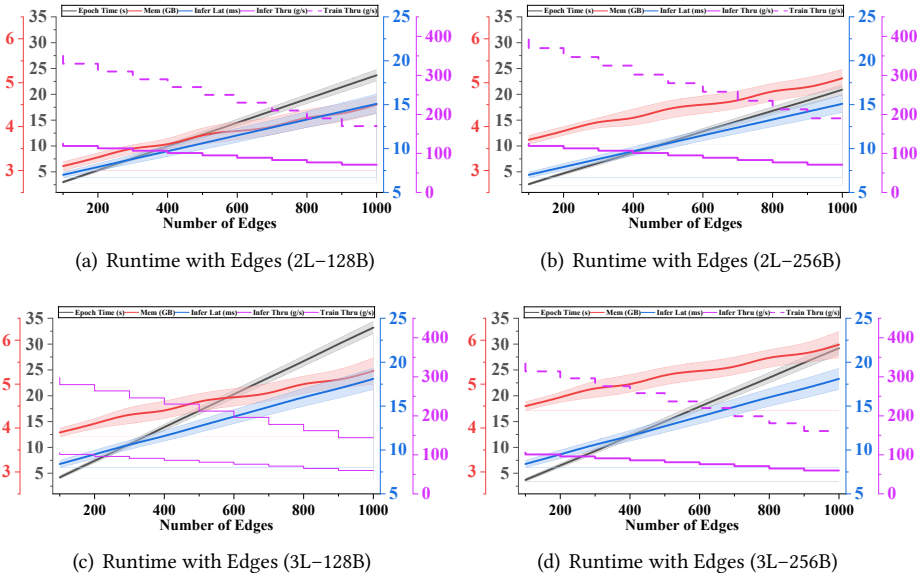 Epoch Time (s) Mem (GB) Infer Lat (ms) Infer Thru (g/s) Train Thru (g/s)
6 5 4 3
35 30 25 20 15 10 5
25 20 15 10 5
400 300 200 100 0
200 400 600 800 1000
Number of Edges
(a) Runtime with Edges (2L–128B)
Epoch Time (s) Mem (GB) Infer Lat (ms) Infer Thru (g/s) Train Thru (g/s)
6 5 4 3
35 30 25 20 15 10 5
25 20 15 10 5
400 300 200 100 0
200 400 600 800 1000
Number of Edges
(b) Runtime with Edges (2L–256B)
Epoch Time (s) Mem (GB) Infer Lat (ms) Infer Thru (g/s) Train Thru (g/s)
6 5 4 3
35 30 25 20 15 10 5
25 20 15 10 5
400 300 200 100 0
200 400 600 800 1000
Number of Edges
(c) Runtime with Edges (3L–128B)
Epoch Time (s) Mem (GB) Infer Lat (ms) Infer Thru (g/s) Train Thru (g/s)
6 5 4 3
35 30 25 20 15 10 5
25 20 15 10 5
400 300 200 100 0
200 400 600 800 1000
Number of Edges
(d) Runtime with Edges (3L–256B)